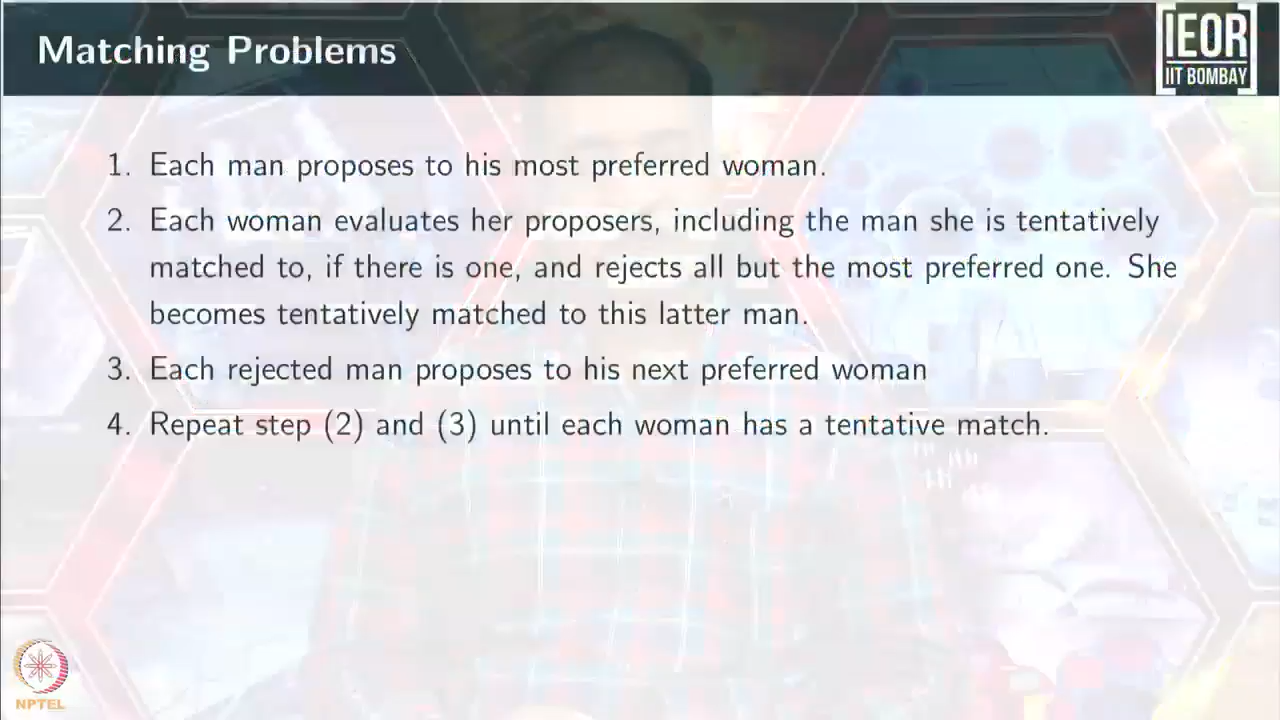 Matching Problems
IEOR
IIT BOMBAY
1. Each man proposes to his most preferred woman.
2. Each woman evaluates her proposers, including the man she is tentatively
matched to, if there is one, and rejects all but the most preferred one. She
becomes tentatively matched to this latter man.
3. Each rejected man proposes to his next preferred woman
4. Repeat step (2) and (3) until each woman has a tentative match.
NPTEL